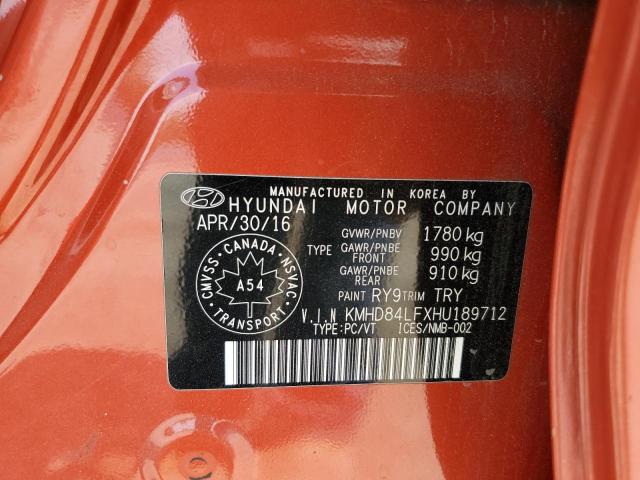 MANUFACTURED IN KOREA BY
HYUNDAI MOTOR COMPANY
APR/30/16
GVWR/PNBV 1780 kg
TYPE GAWR/PNBE FRONT 990 kg
GAWR/PNBE REAR 910 kg
PAINT RY9 TRIM TRY
CMVSS · CANADA · NSVAC
A54
TRANSPORT
V.I.N KMHD84LFXHU189712
TYPE:PC/VT ICES/NMB-002